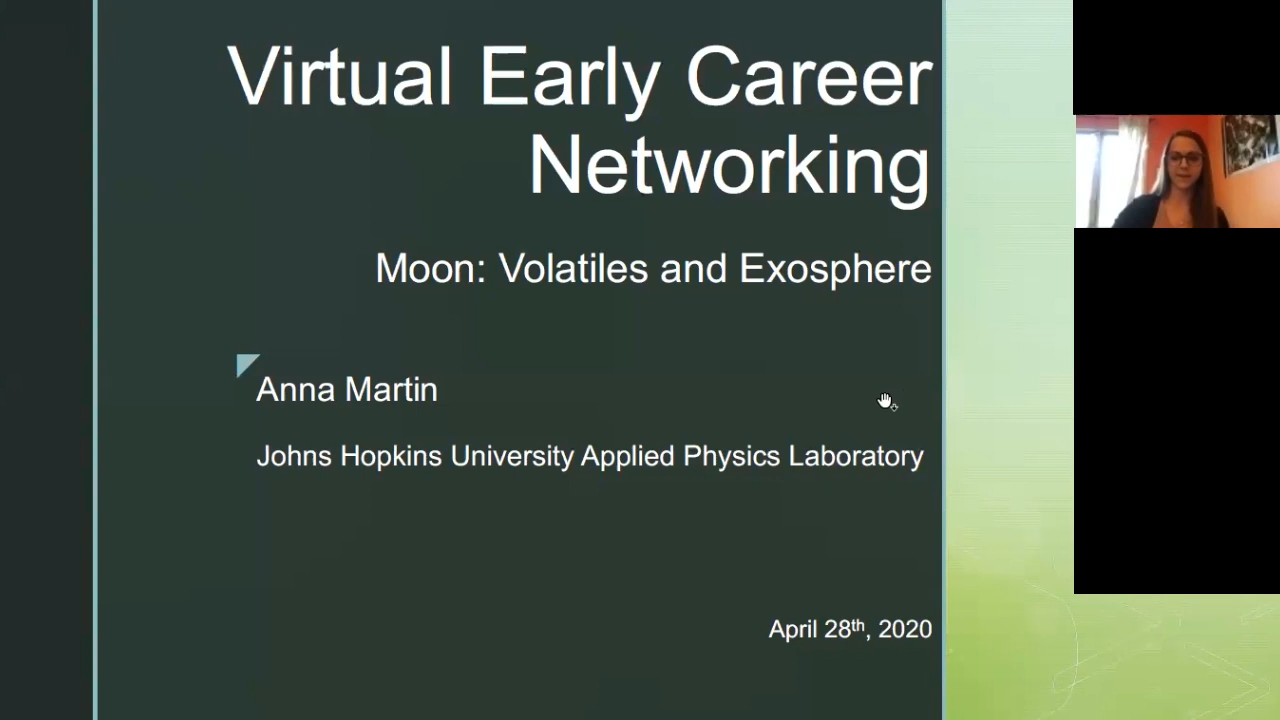 Virtual Early Career
Networking
Moon: Volatiles and Exosphere
Anna Martin
Johns Hopkins University Applied Physics Laboratory
April 28th, 2020